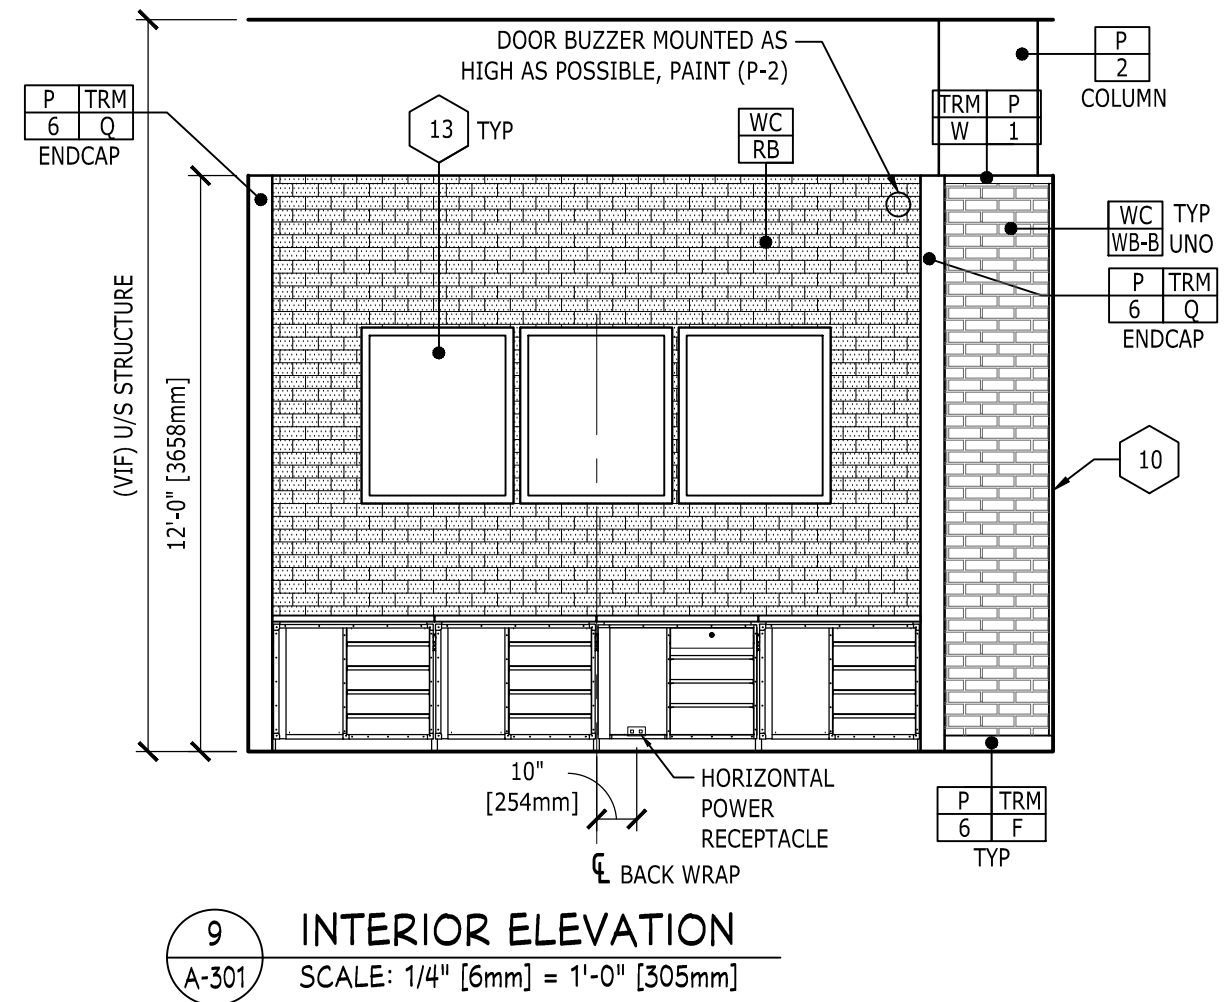 DOOR BUZZER MOUNTED AS
HIGH AS POSSIBLE, PAINT (P-2)
P
2
COLUMN
P TRM
6 Q
ENDCAP
13 TYP
WC
RB
TRM P
W 1
WC TYP
WB-B UNO
P TRM
6 Q
ENDCAP
(VIF) U/S STRUCTURE
12'-0" [3658mm]
10
10"
[254mm]
HORIZONTAL
POWER
RECEPTACLE
P TRM
6 F
TYP
℄ BACK WRAP
9
A-301
INTERIOR ELEVATION
SCALE: 1/4" [6mm] = 1'-0" [305mm]